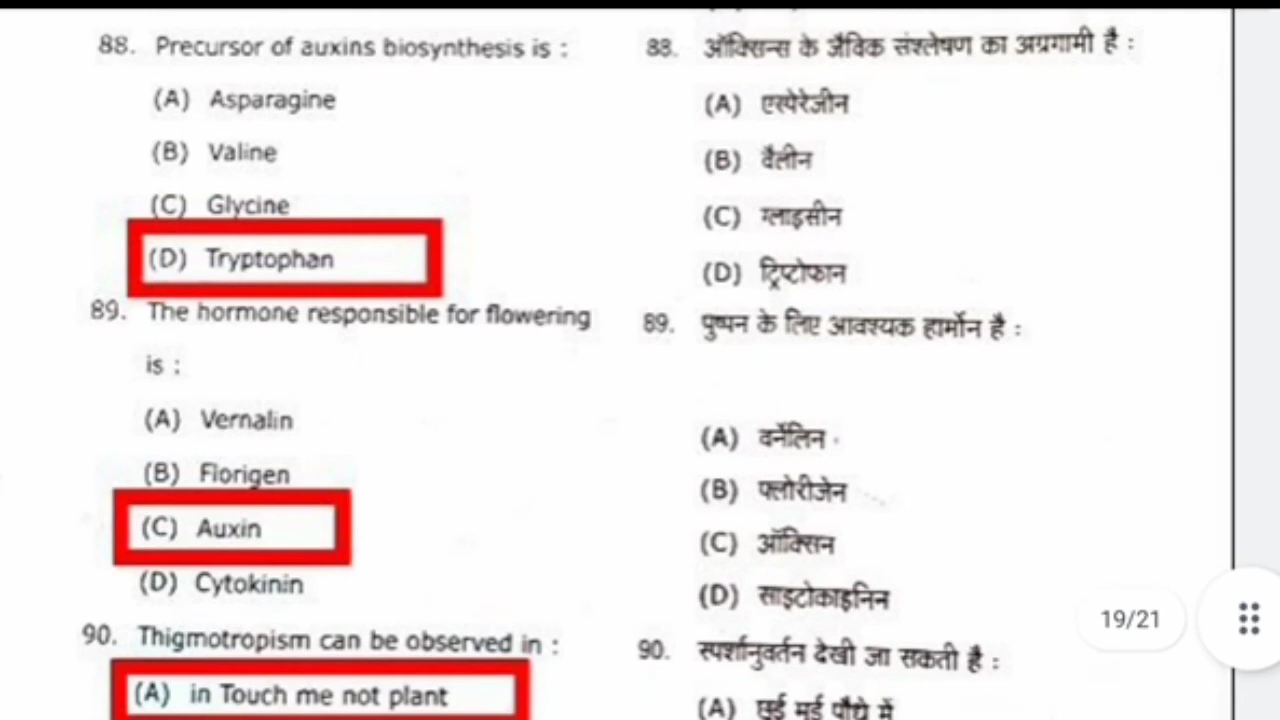 88. Precursor of auxins biosynthesis is :
(A) Asparagine
(B) Valine
(C) Glycine
(D) Tryptophan
89. The hormone responsible for flowering
is :
(A) Vernalin
(B) Florigen
(C) Auxin
(D) Cytokinin
90. Thigmotropism can be observed in :
(A) in Touch me not plant
88. ऑक्सिन्स के जैविक संश्लेषण का अग्रगामी है :
(A) एस्पेरेजीन
(B) वैलीन
(C) ग्लाइसीन
(D) ट्रिप्टोफान
89. पुष्पन के लिए आवश्यक हार्मोन है :
(A) वर्नेलिन
(B) फ्लोरीजेन
(C) ऑक्सिन
(D) साइटोकाइनिन
90. स्पर्शानुवर्तन देखी जा सकती है :
(A) छुई मुई पौधे में
19/21